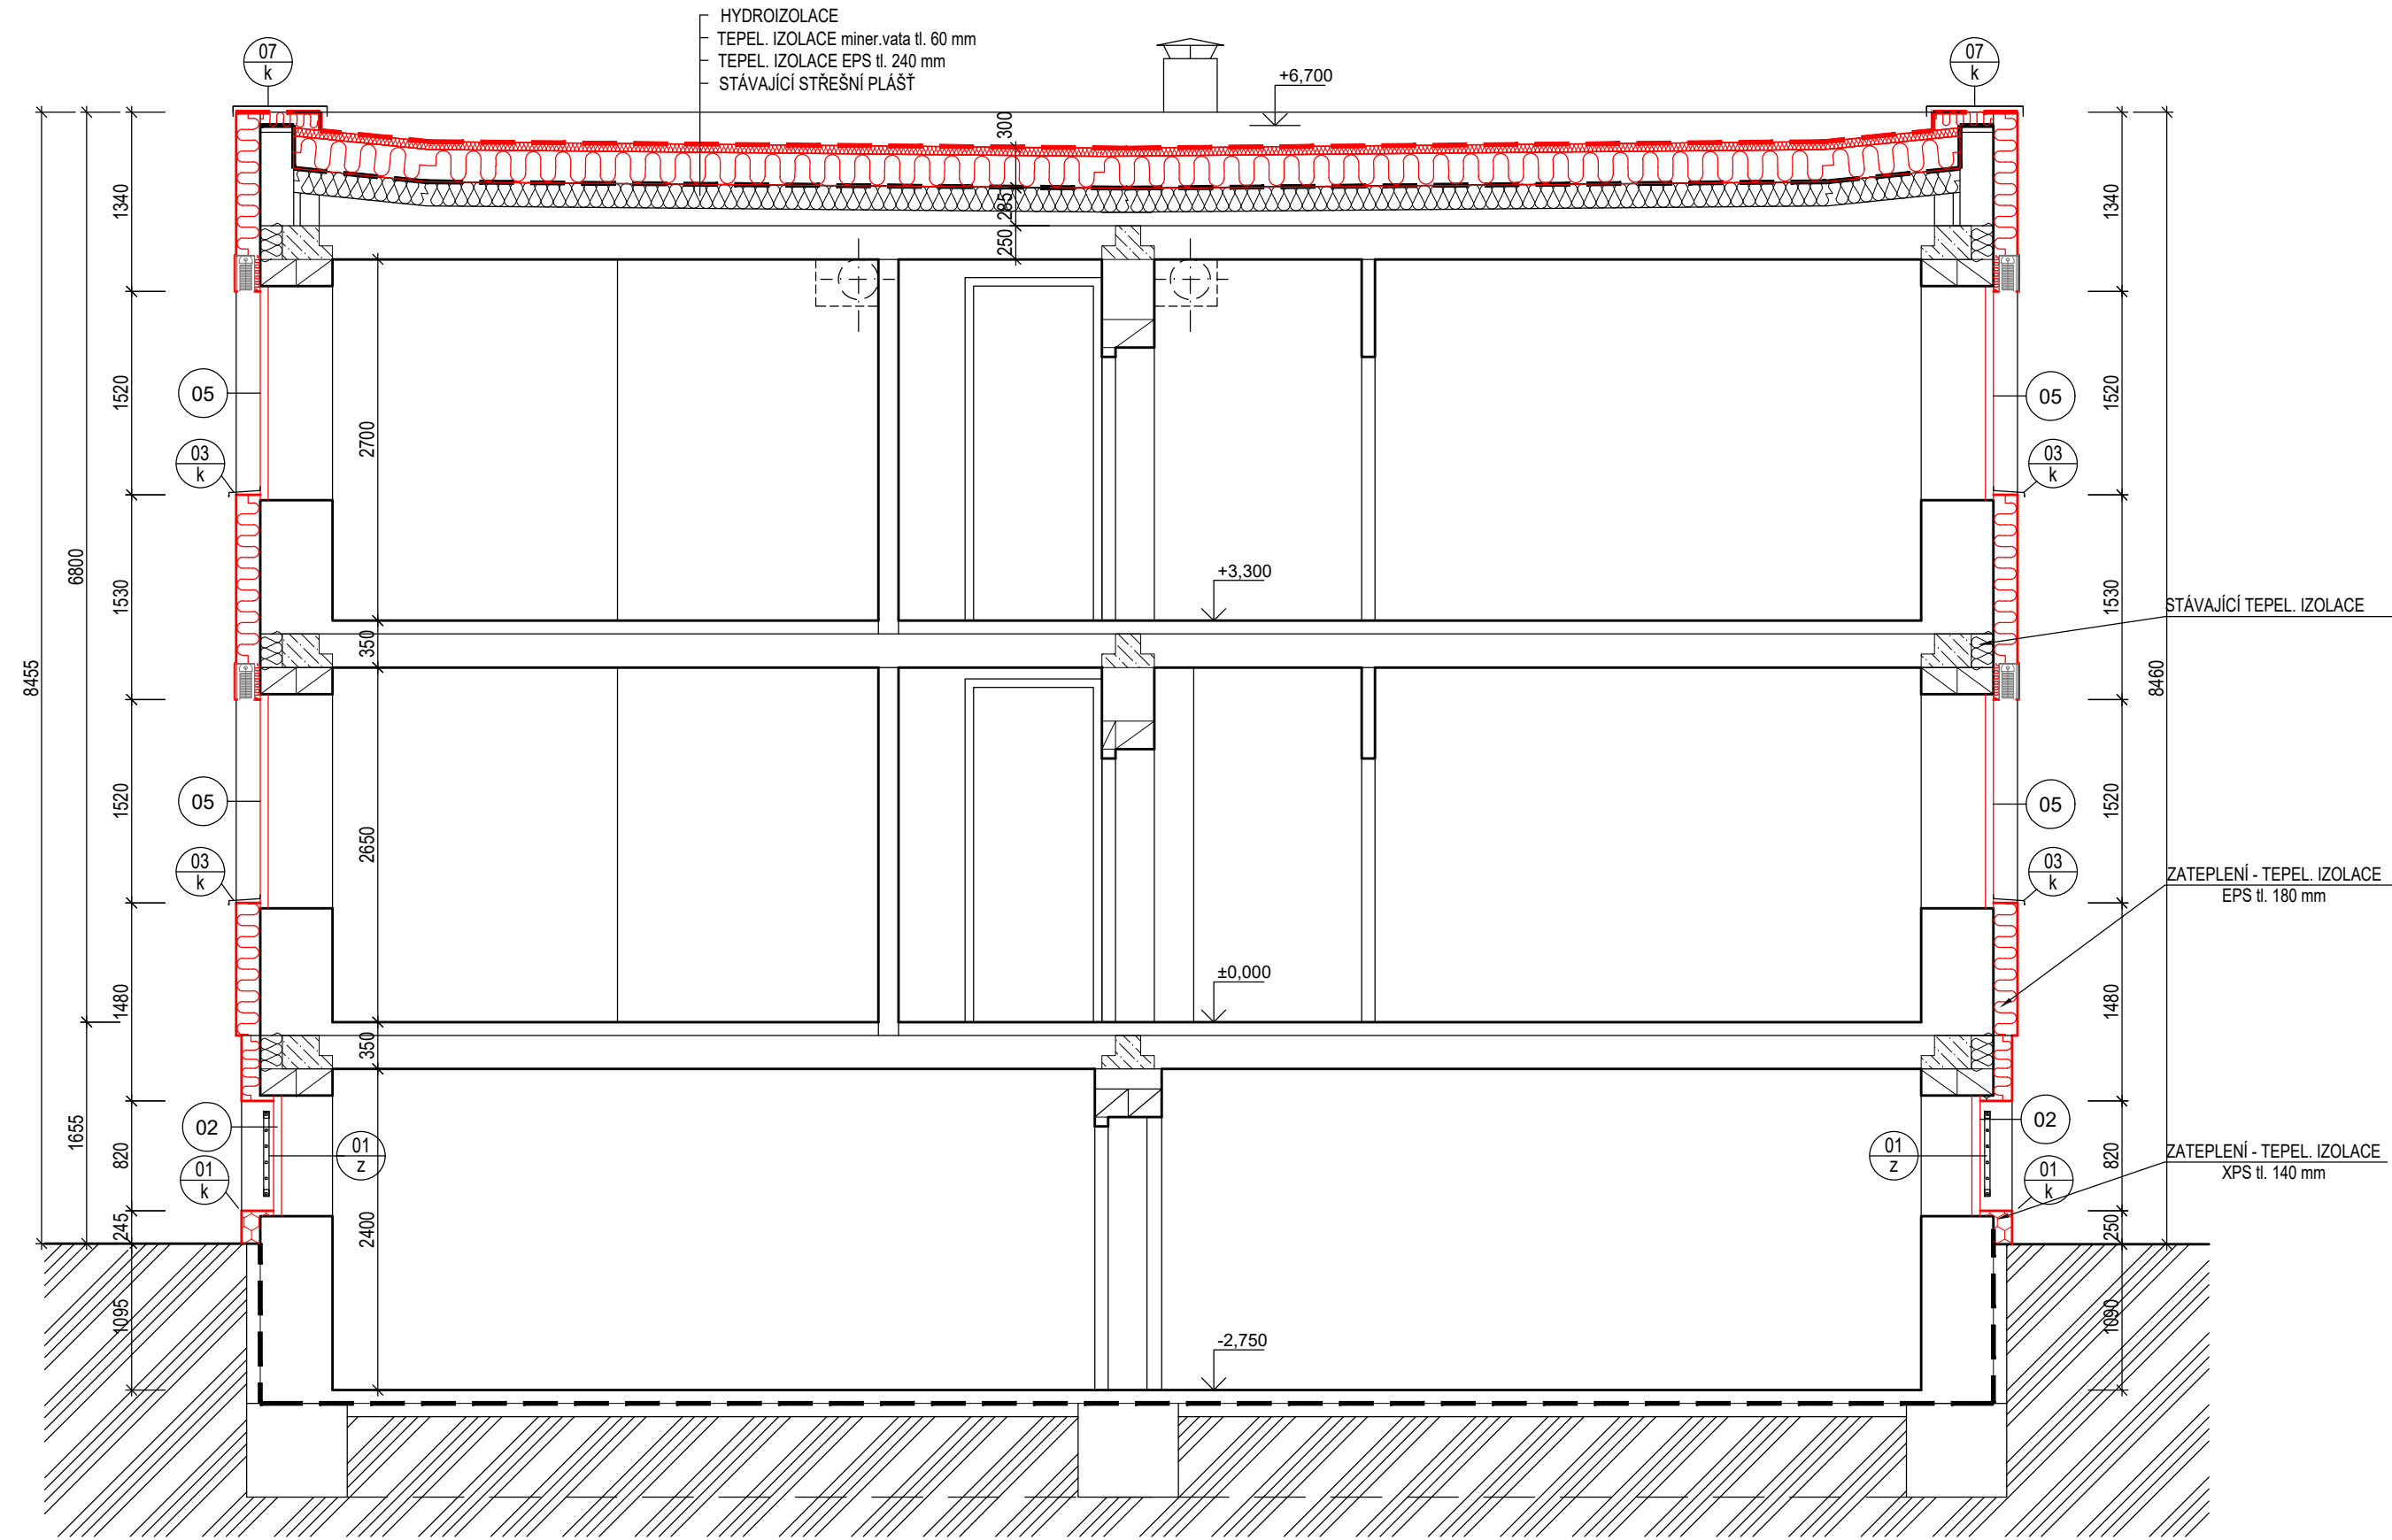 HYDROIZOLACE
TEPEL. IZOLACE miner.vata tl. 60 mm
TEPEL. IZOLACE EPS tl. 240 mm
STÁVAJÍCÍ STŘEŠNÍ PLÁŠŤ
07
k
07
k
+6,700
300
285
250
1340
1340
1520
05
05
1520
2700
03
k
03
k
6800
1530
+3,300
1530
STÁVAJÍCÍ TEPEL. IZOLACE
350
8455
8460
1520
05
05
1520
2650
03
k
03
k
ZATEPLENÍ - TEPEL. IZOLACE
EPS tl. 180 mm
1480
±0,000
1480
350
1655
02
02
820
01
z
01
z
820
ZATEPLENÍ - TEPEL. IZOLACE
XPS tl. 140 mm
01
k
01
k
245
2400
250
1095
1090
-2,750